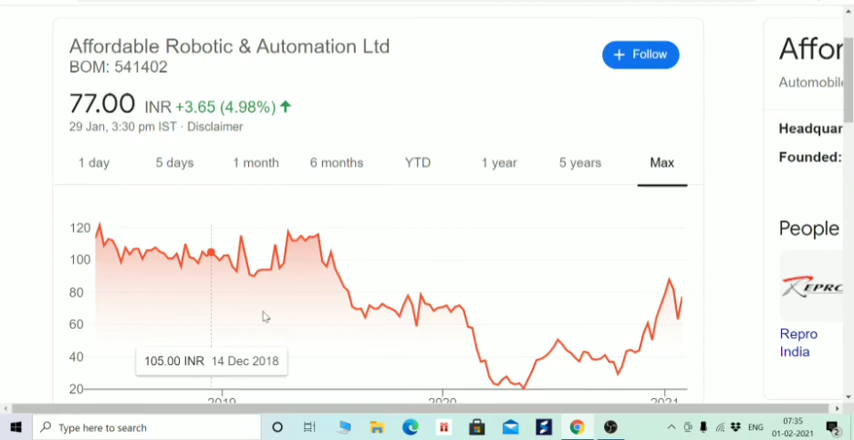 Affordable Robotic & Automation Ltd
BOM: 541402
+ Follow
77.00 INR +3.65 (4.98%) ↑
29 Jan, 3:30 pm IST · Disclaimer
1 day 5 days 1 month 6 months YTD 1 year 5 years Max
120
100
80
60
40
20
105.00 INR 14 Dec 2018
2019 2020 2021
Affor
Automobile
Headquar
Founded:
People
REPRO
Repro
India
Type here to search
ENG
07:35
01-02-2021
2